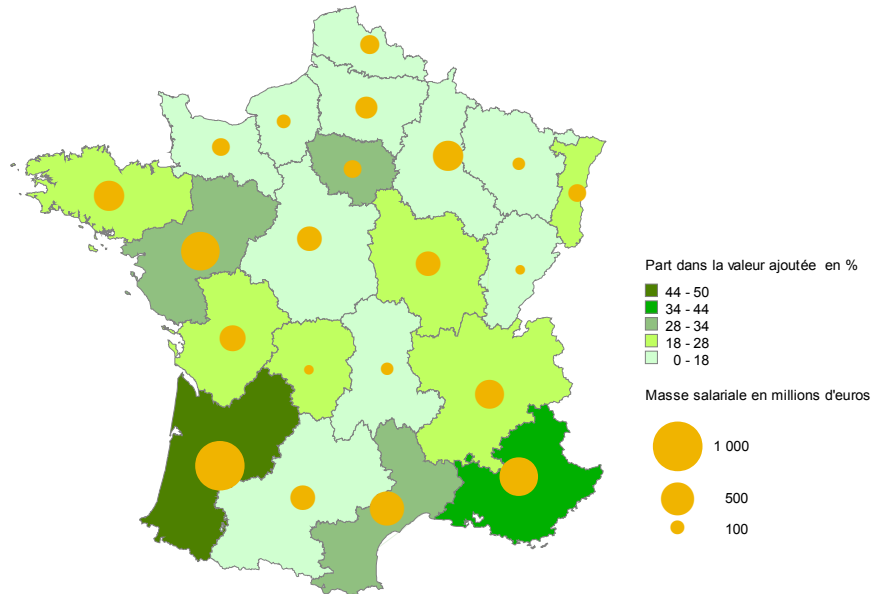 Part dans la valeur ajoutée en %
44 - 50
34 - 44
28 - 34
18 - 28
0 - 18
Masse salariale en millions d'euros
1 000
500
100